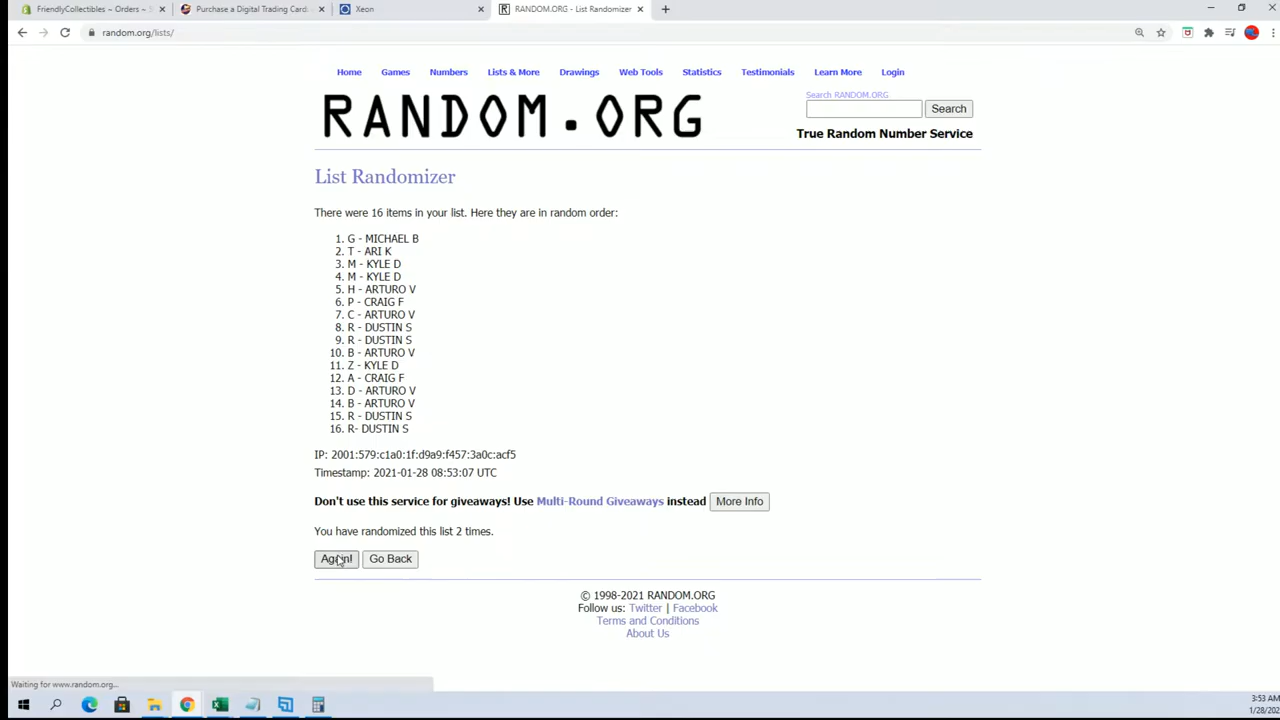 FriendlyCollectibles ~ Orders ~
Purchase a Digital Trading Card
Xeon
RANDOM.ORG - List Randomizer
random.org/lists/
Home Games Numbers Lists & More Drawings Web Tools Statistics Testimonials Learn More Login
RANDOM.ORG
Search RANDOM.ORG
Search
True Random Number Service
List Randomizer
There were 16 items in your list. Here they are in random order:
1. G - MICHAEL B
2. T - ARI K
3. M - KYLE D
4. M - KYLE D
5. H - ARTURO V
6. P - CRAIG F
7. C - ARTURO V
8. R - DUSTIN S
9. R - DUSTIN S
10. B - ARTURO V
11. Z - KYLE D
12. A - CRAIG F
13. D - ARTURO V
14. B - ARTURO V
15. R - DUSTIN S
16. R- DUSTIN S
IP: 2001:579:c1a0:1f:d9a9:f457:3a0c:acf5
Timestamp: 2021-01-28 08:53:07 UTC
Don't use this service for giveaways! Use Multi-Round Giveaways instead More Info
You have randomized this list 2 times.
Again! Go Back
© 1998-2021 RANDOM.ORG
Follow us: Twitter | Facebook
Terms and Conditions
About Us
Waiting for www.random.org...
3:53 AM
1/28/202